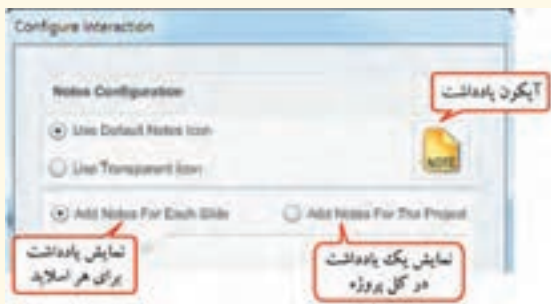 Configure Interaction
Notes Configuration
آیکون یادداشت
Use Default Notes Icon
NOTE
Use Transparent Icon
Add Notes For Each Slide
Add Notes For The Project
نمایش یادداشت
برای هر اسلاید
نمایش یک یادداشت
در کل پروژه